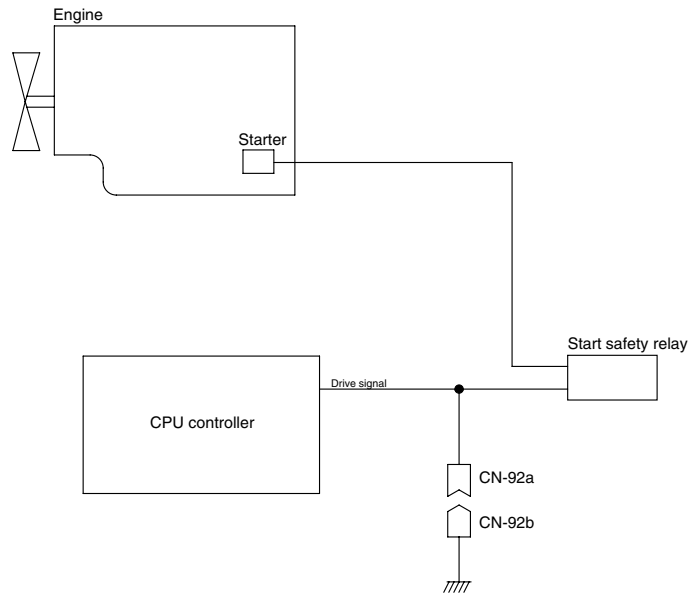 Engine
Starter
Start safety relay
Drive signal
CPU controller
CN-92a
CN-92b